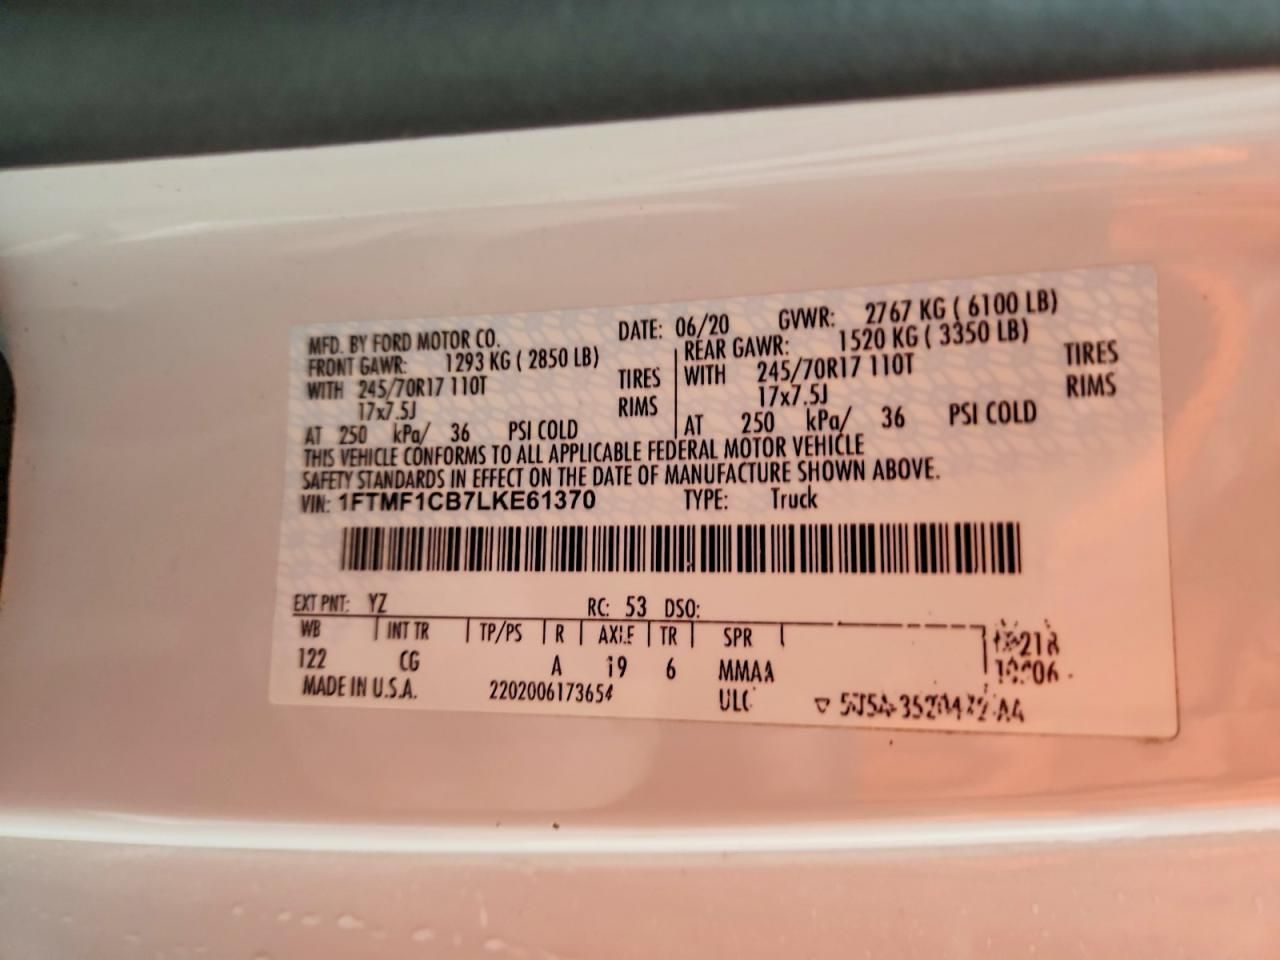 MFD. BY FORD MOTOR CO. DATE: 06/20 GVWR: 2767 KG ( 6100 LB)
FRONT GAWR: 1293 KG ( 2850 LB) REAR GAWR: 1520 KG ( 3350 LB)
WITH 245/70R17 110T TIRES WITH 245/70R17 110T TIRES
17x7.5J RIMS 17x7.5J RIMS
AT 250 kPa/ 36 PSI COLD AT 250 kPa/ 36 PSI COLD
THIS VEHICLE CONFORMS TO ALL APPLICABLE FEDERAL MOTOR VEHICLE
SAFETY STANDARDS IN EFFECT ON THE DATE OF MANUFACTURE SHOWN ABOVE.
VIN: 1FTMF1CB7LKE61370 TYPE: Truck
EXT PNT: YZ RC: 53 DSO:
WB INT TR TP/PS R AXLE TR SPR
122 CG A 19 6 MMAA
MADE IN U.S.A. 2202006173654